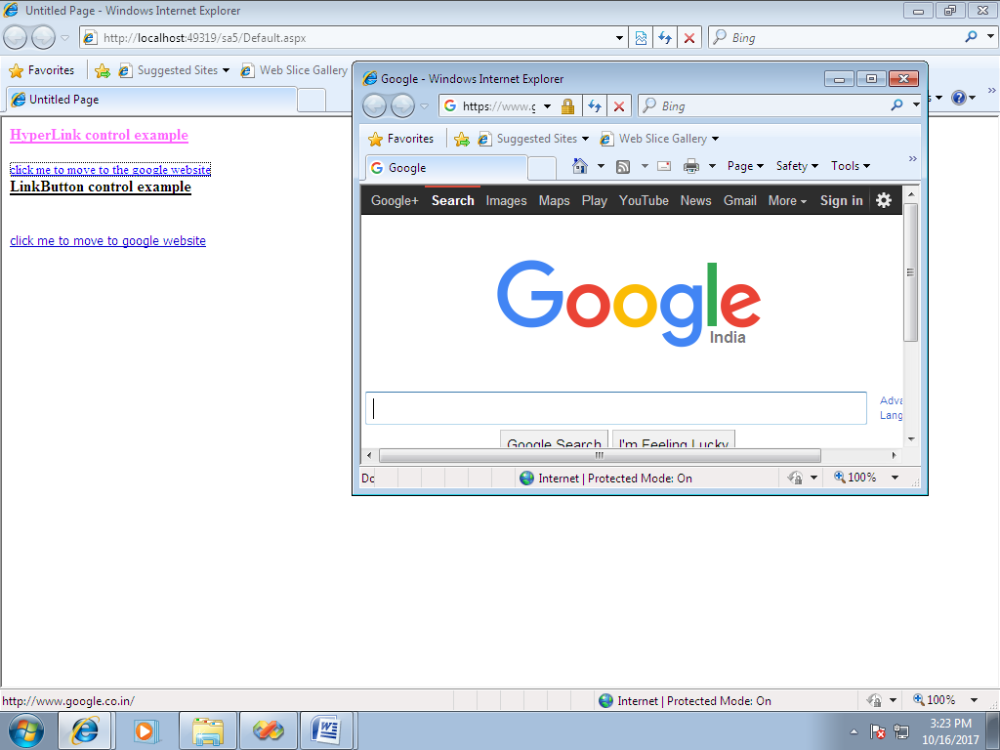 Untitled Page - Windows Internet Explorer
http://localhost:49319/sa5/Default.aspx
Bing
Favorites
Suggested Sites
Web Slice Gallery
Untitled Page
HyperLink control example
click me to move to the google website
LinkButton control example
click me to move to google website
Google - Windows Internet Explorer
https://www.g
Bing
Favorites
Suggested Sites
Web Slice Gallery
Google
Page
Safety
Tools
Google+ Search Images Maps Play YouTube News Gmail More Sign in
Google
India
Adva
Lang
Google Search I'm Feeling Lucky
Internet | Protected Mode: On
100%
http://www.google.co.in/
Internet | Protected Mode: On
100%
3:23 PM
10/16/2017